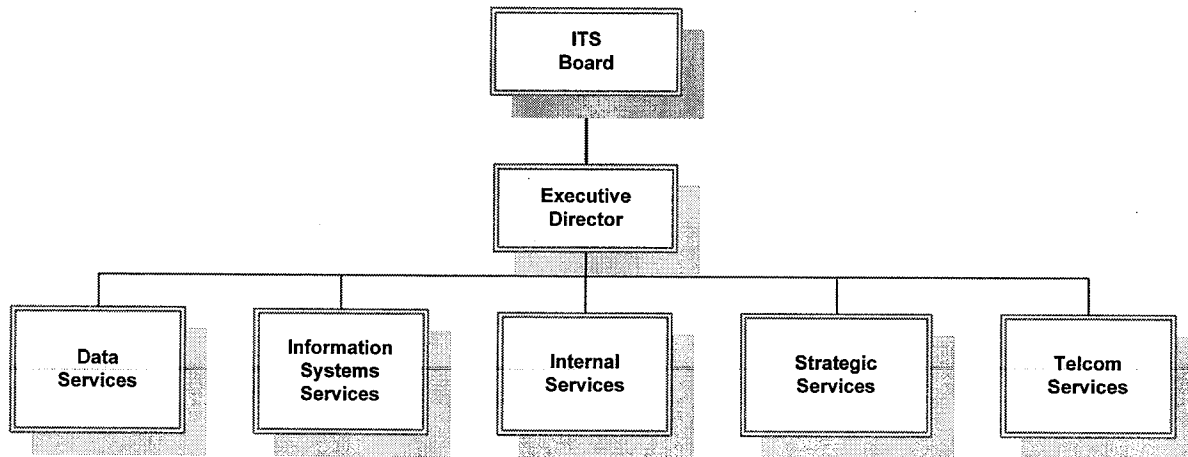 ITS
Board
Executive
Director
Data
Services
Information
Systems
Services
Internal
Services
Strategic
Services
Telcom
Services